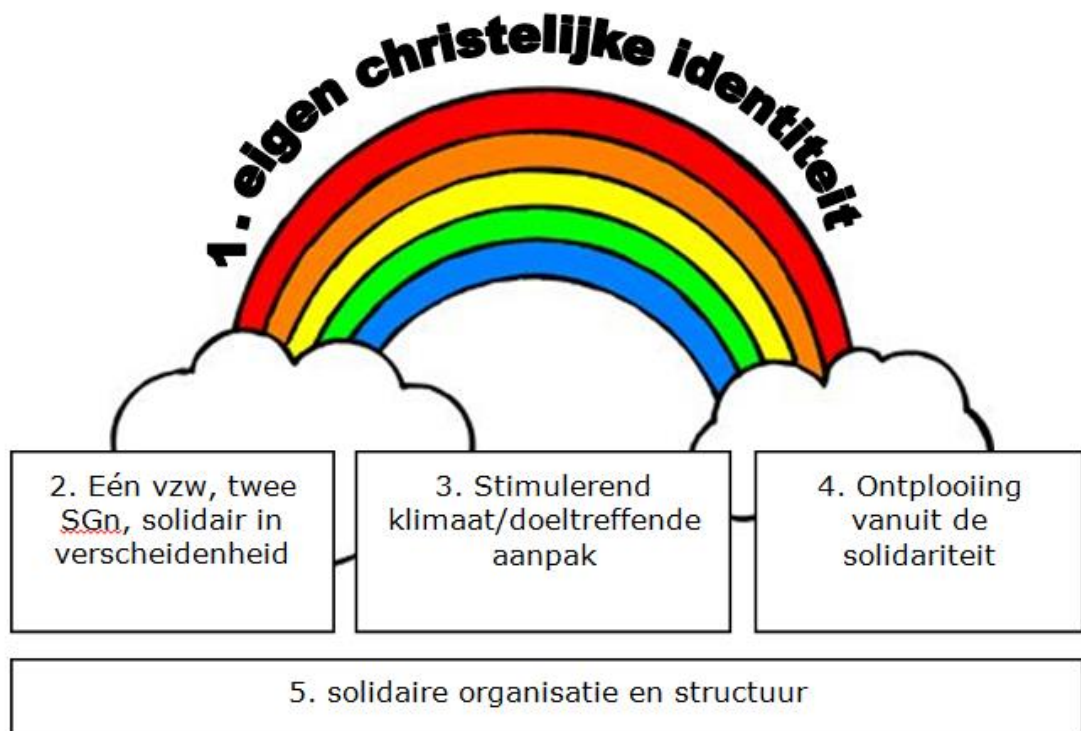 1. eigen christelijke identiteit
2. Eén vzw, twee
SGn, solidair in
verscheidenheid
3. Stimulerend
klimaat/doeltreffende
aanpak
4. Ontplooiing
vanuit de
solidariteit
5. solidaire organisatie en structuur